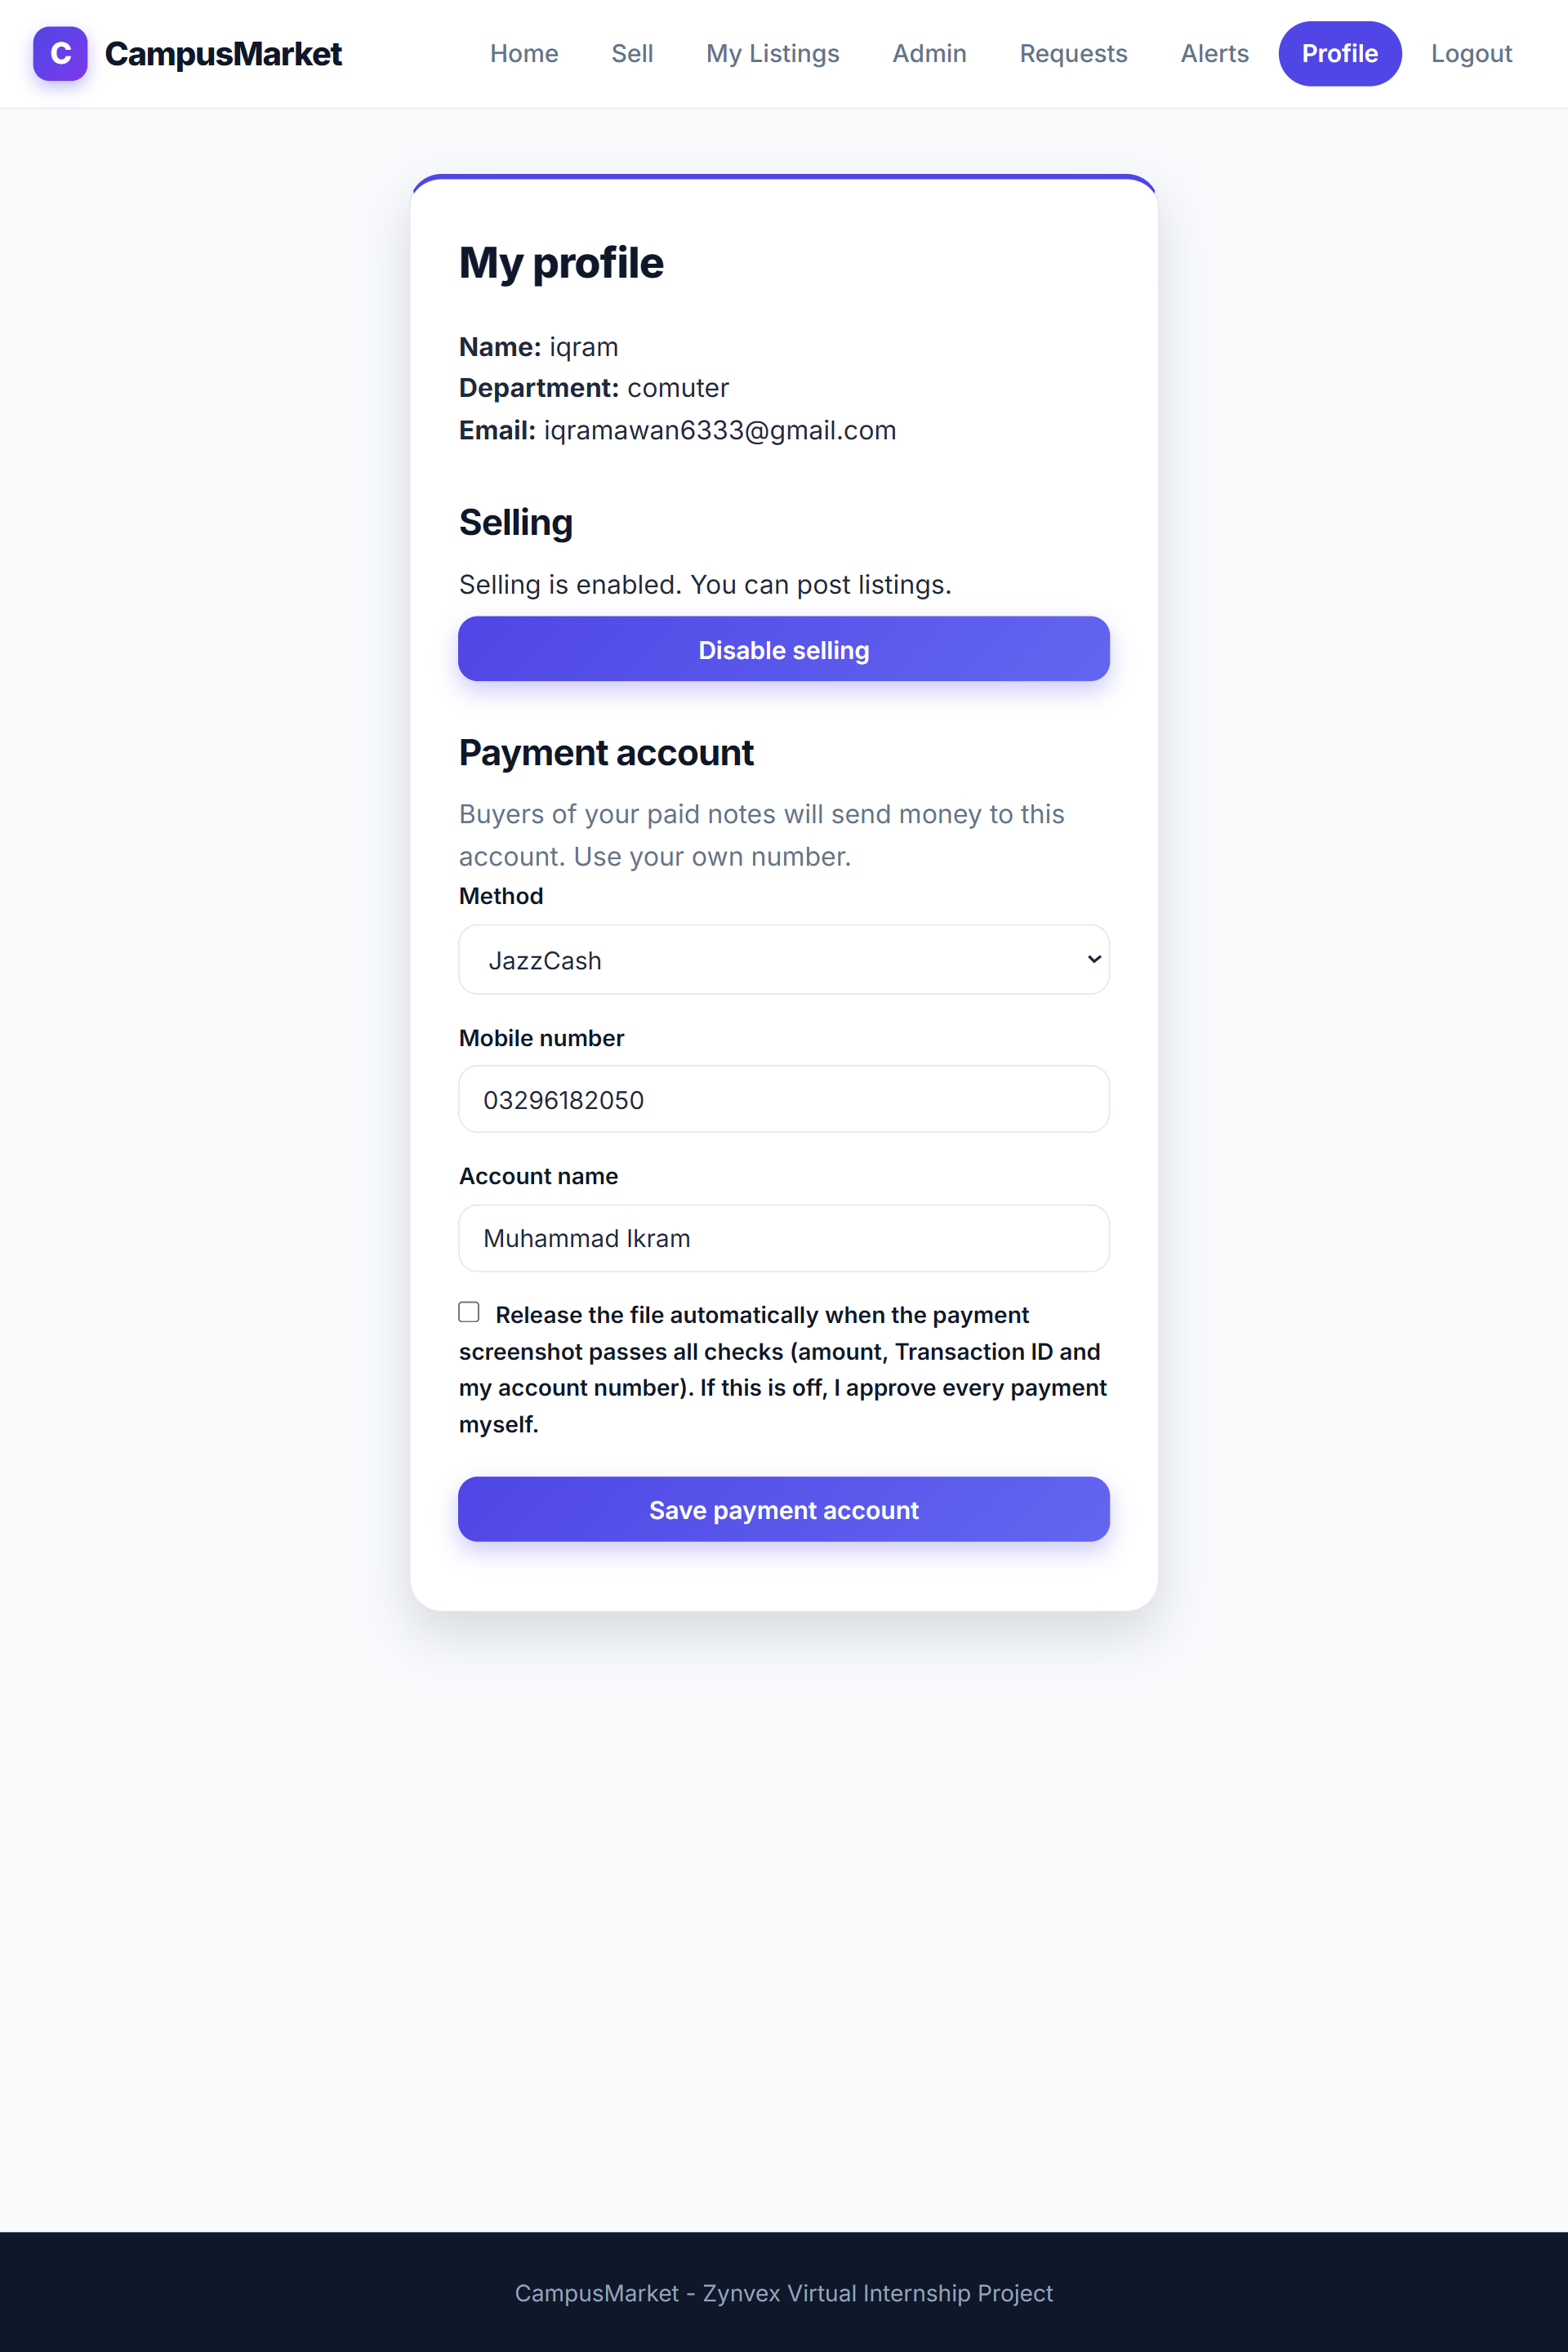 C CampusMarket Home Sell My Listings Admin Requests Alerts Profile Logout
My profile
Name: iqram
Department: comuter
Email: iqramawan6333@gmail.com
Selling
Selling is enabled. You can post listings.
Disable selling
Payment account
Buyers of your paid notes will send money to this
account. Use your own number.
Method
JazzCash
Mobile number
03296182050
Account name
Muhammad Ikram
Release the file automatically when the payment
screenshot passes all checks (amount, Transaction ID and
my account number). If this is off, I approve every payment
myself.
Save payment account
CampusMarket - Zynvex Virtual Internship Project